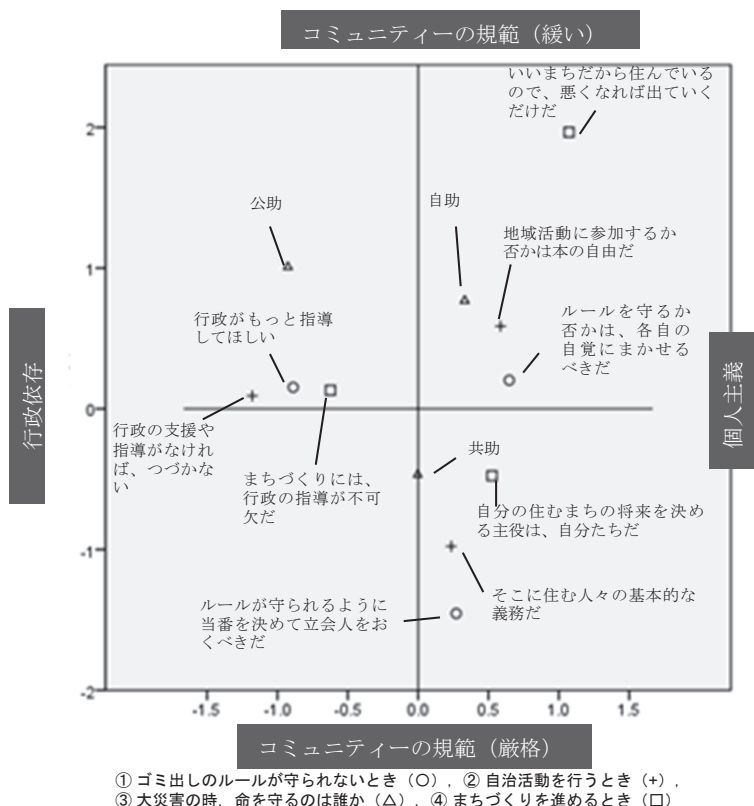 コミュニティーの規範（緩い）
いいまちだから住んでいる
ので、悪くなれば出ていく
だけだ
2
公助
自助
地域活動に参加するか
否かは本の自由だ
1
行政がもっと指導
してほしい
ルールを守るか
否かは、各自の
自覚にまかせる
べきだ
行政依存
個人主義
0
行政の支援や
指導がなけれ
ば、つづかな
い
まちづくりには、
行政の指導が不可
欠だ
共助
自分の住むまちの将来を決め
る主役は、自分たちだ
-1
ルールが守られるように
当番を決めて立会人をお
くべきだ
そこに住む人々の基本的な
義務だ
-2
-1.5 -1.0 -0.5 0.0 0.5 1.0 1.5
コミュニティーの規範（厳格）
① ゴミ出しのルールが守られないとき（○），② 自治活動を行うとき（+），
③ 大災害の時，命を守るのは誰か（△），④ まちづくりを進めるとき（□）